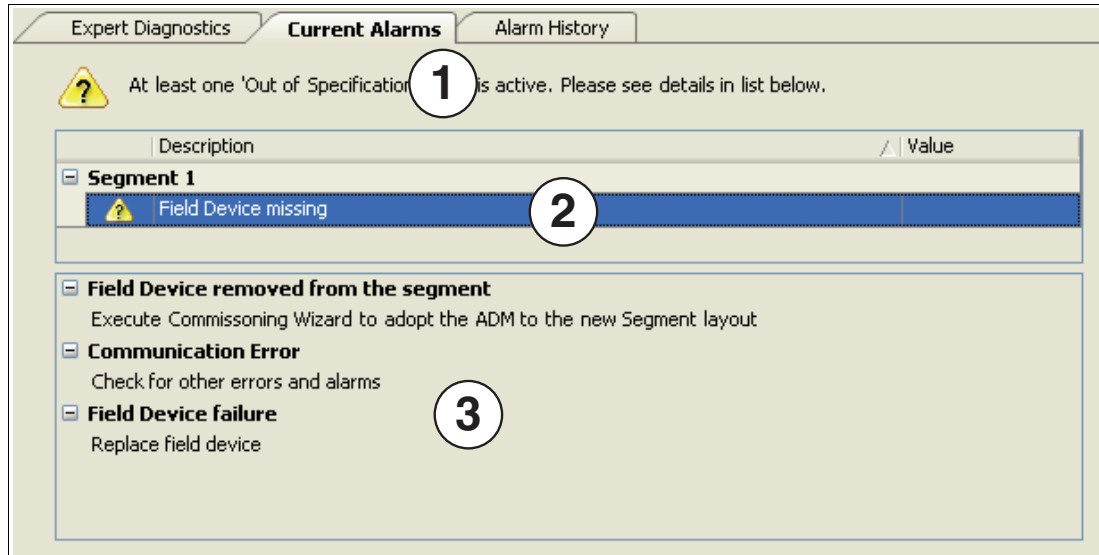 Expert Diagnostics Current Alarms Alarm History
At least one 'Out of Specification is active. Please see details in list below.
1
Description Value
Segment 1
Field Device missing
2
Field Device removed from the segment
Execute Commissoning Wizard to adopt the ADM to the new Segment layout
Communication Error
Check for other errors and alarms
Field Device failure
3
Replace field device